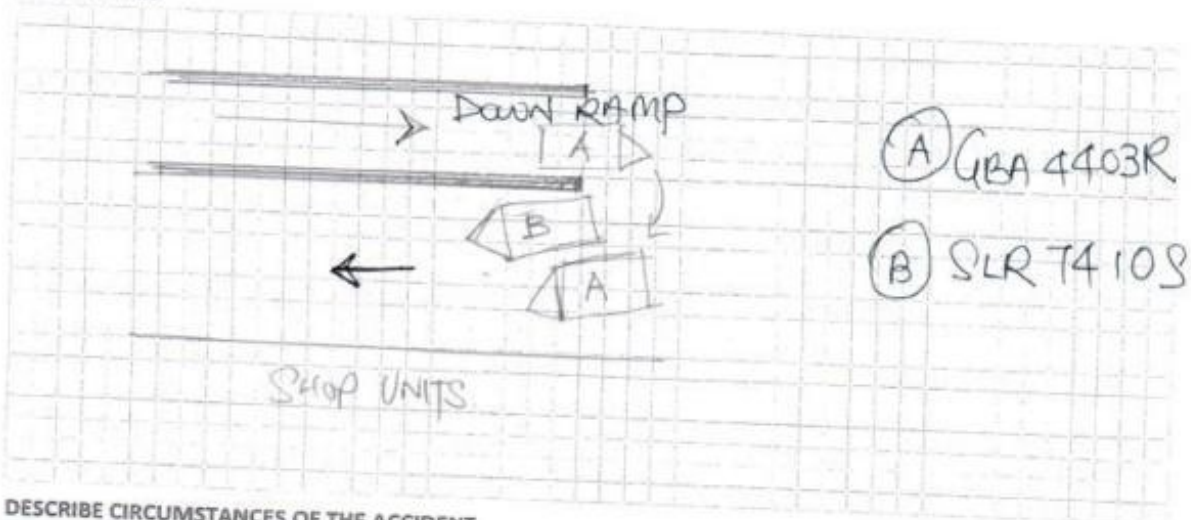 DOWN RAMP
A
B
A
SHOP UNITS
(A) GBA 4403R
(B) SLR 7410S
DESCRIBE CIRCUMSTANCES OF THE ACCIDENT